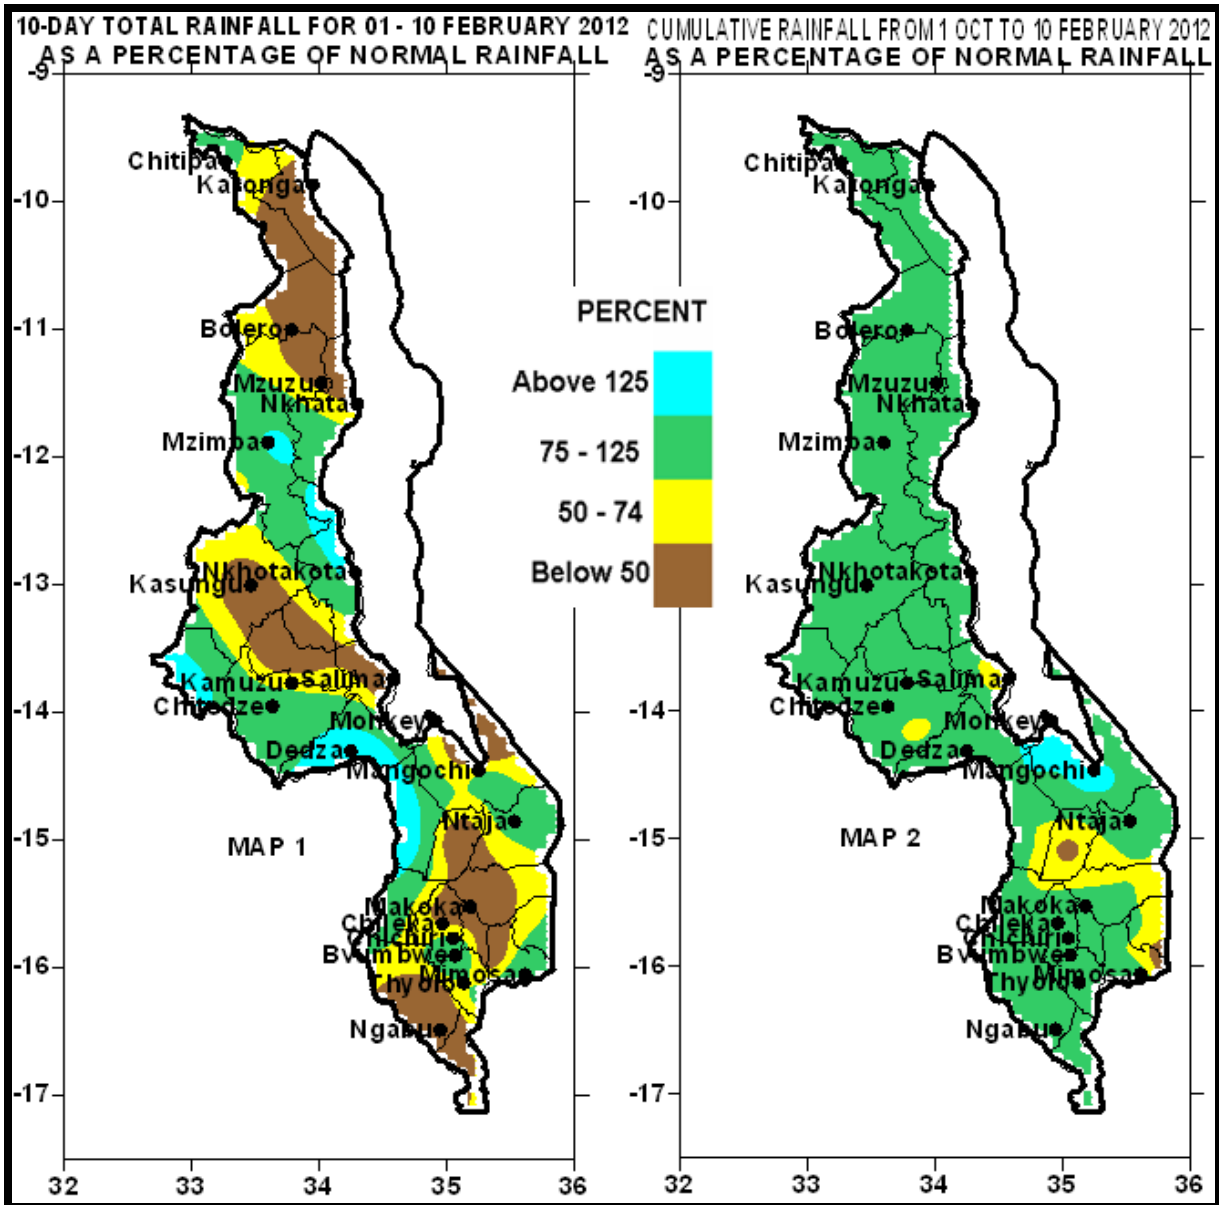 10-DAY TOTAL RAINFALL FOR 01 - 10 FEBRUARY 2012
AS A PERCENTAGE OF NORMAL RAINFALL
CUMULATIVE RAINFALL FROM 1 OCT TO 10 FEBRUARY 2012
AS A PERCENTAGE OF NORMAL RAINFALL
-9
-10
-11
-12
-13
-14
-15
-16
-17
32
33
34
35
36
Chitipa
Karonga
Bolero
Mzuzu
Nkhata
Mzimba
Nkhotakota
Kasungu
Salima
Kamuzu
Chitedze
Monkey
Dedza
Mangochi
Ntaja
Makoka
Chileka
Chichiri
Bvumbwe
Mimosa
Thyolo
Ngabu
MAP 1
PERCENT
Above 125
75 - 125
50 - 74
Below 50
-9
-10
-11
-12
-13
-14
-15
-16
-17
32
33
34
35
36
Chitipa
Karonga
Bolero
Mzuzu
Nkhata
Mzimba
Nkhotakota
Kasungu
Salima
Kamuzu
Chitedze
Monkey
Dedza
Mangochi
Ntaja
Makoka
Chileka
Chichiri
Bvumbwe
Mimosa
Thyolo
Ngabu
MAP 2